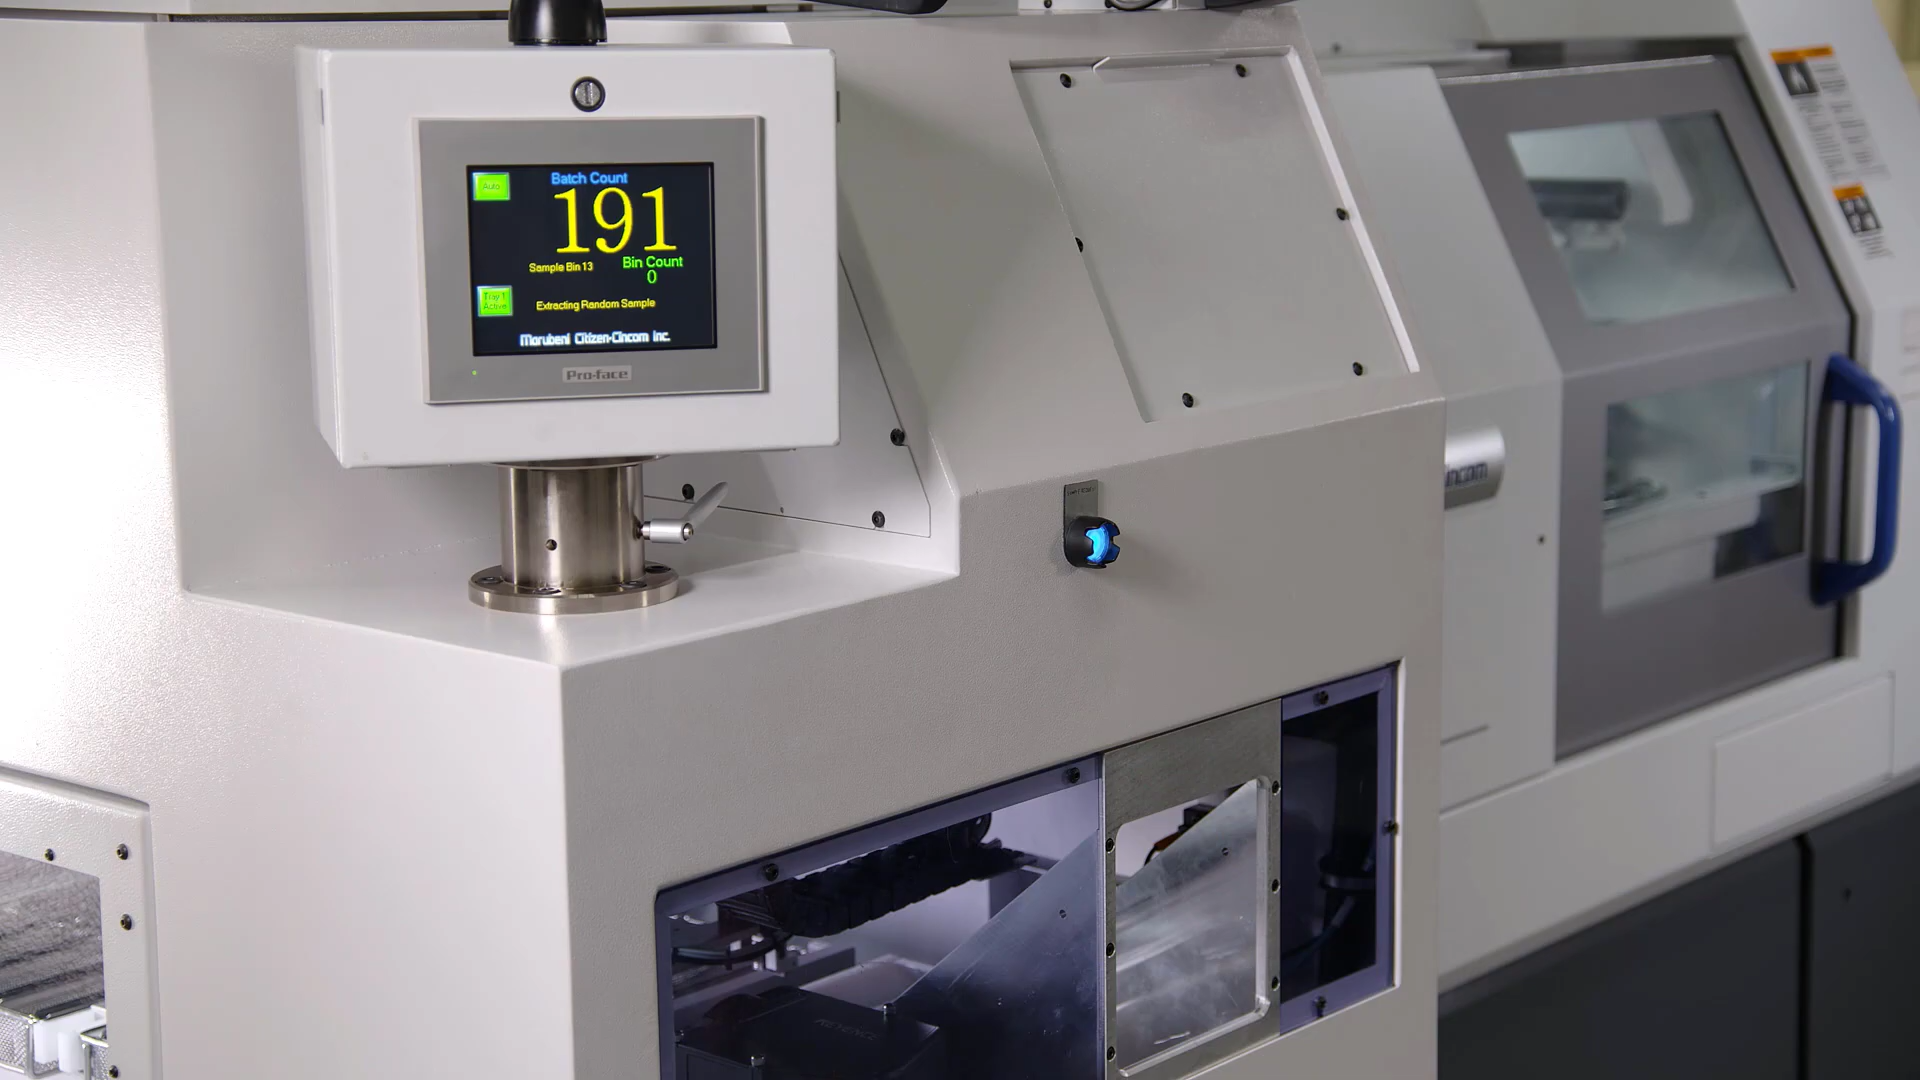 Auto
Batch Count
191
Sample Bin 13
Bin Count
0
Tray 1
Active
Extracting Random Sample
Marubeni Citizen-Cincom Inc.
Pro-face
KEYENCE